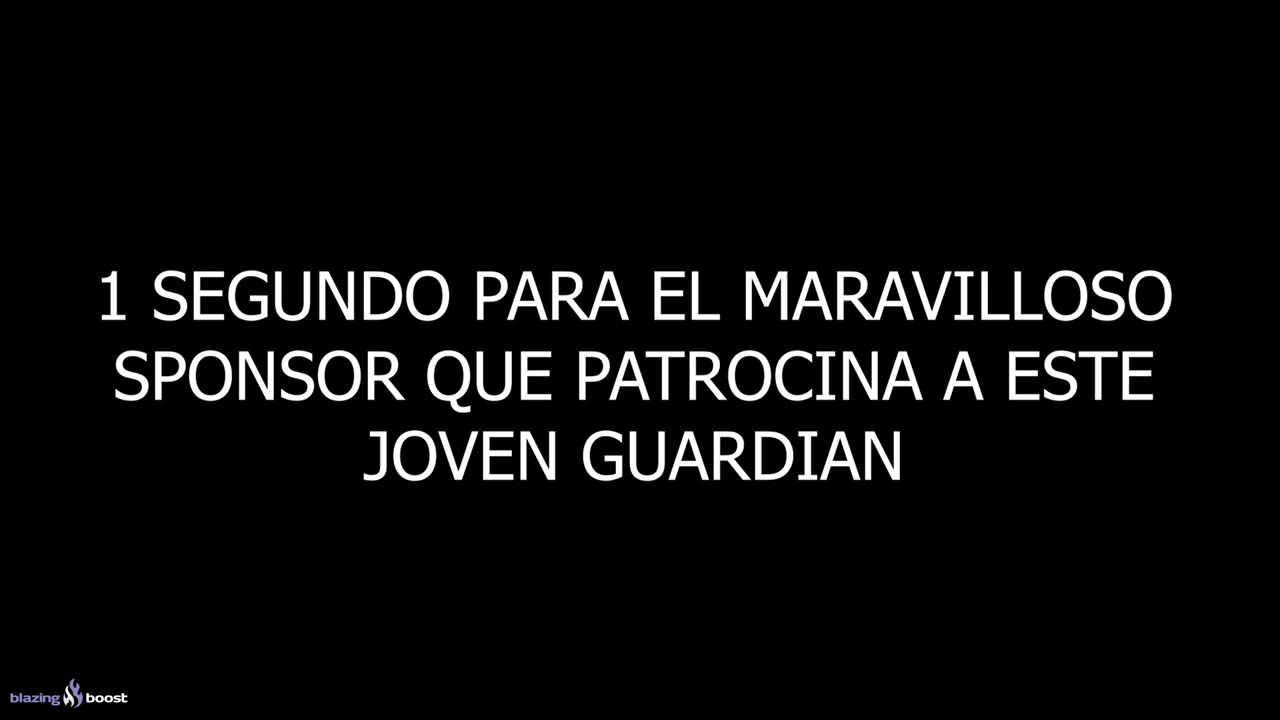 1 SEGUNDO PARA EL MARAVILLOSO
SPONSOR QUE PATROCINA A ESTE
JOVEN GUARDIAN
blazing boost